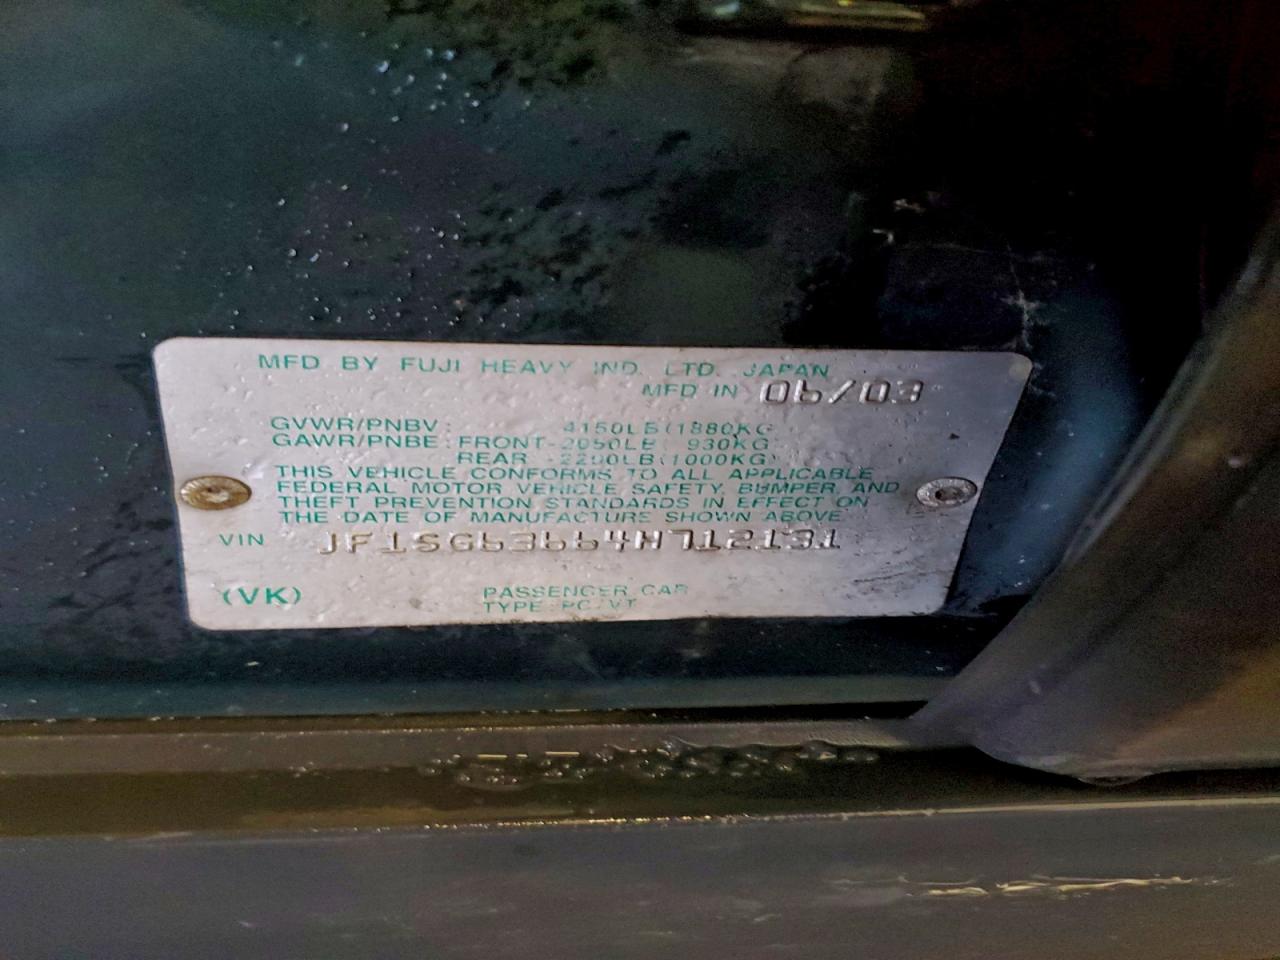 MFD BY FUJI HEAVY IND. LTD. JAPAN
MFD IN 06/03
GVWR/PNBV: 4150LB(1880KG
GAWR/PNBE: FRONT-2050LB( 930KG
REAR -2200LB(1000KG)
THIS VEHICLE CONFORMS TO ALL APPLICABLE
FEDERAL MOTOR VEHICLE SAFETY, BUMPER, AND
THEFT PREVENTION STANDARDS IN EFFECT ON
THE DATE OF MANUFACTURE SHOWN ABOVE
VIN JF1SG63664H712131
(VK) PASSENGER CAR
TYPE: PC/VT